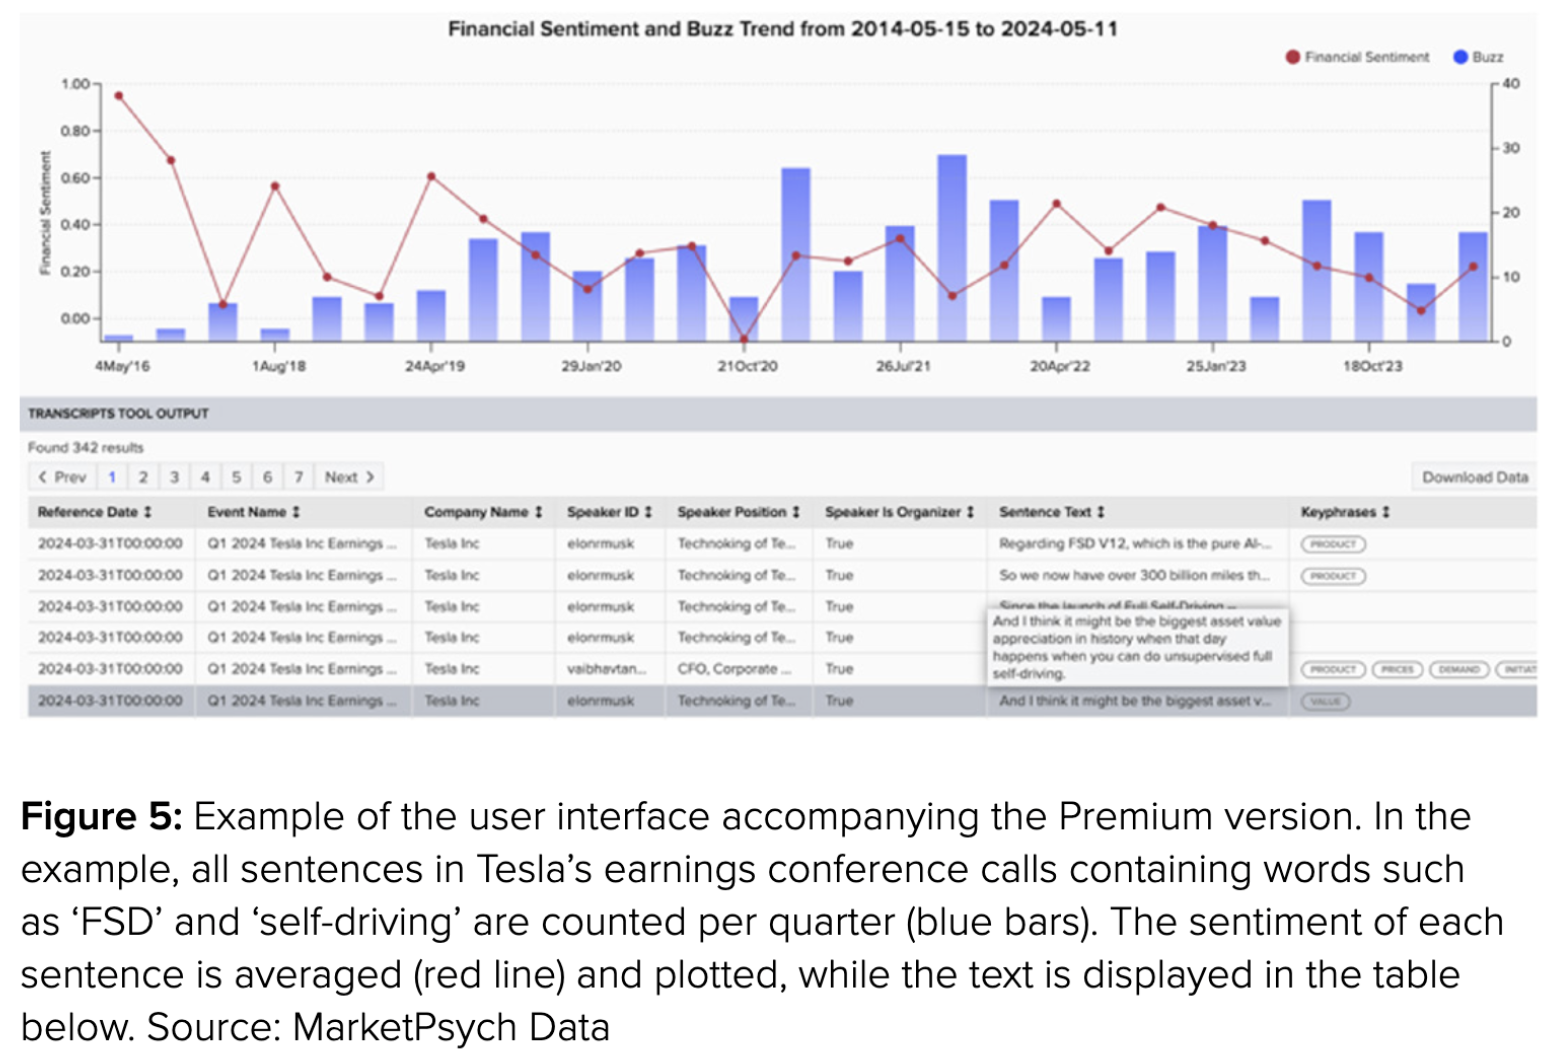 Financial Sentiment and Buzz Trend from 2014-05-15 to 2024-05-11
Financial Sentiment Buzz
1.00 40
0.80 30
0.60
0.40 20
0.20 10
0.00 0
Financial Sentiment
4May'16 1Aug'18 24Apr'19 29Jan'20 21Oct'20 26Jul'21 20Apr'22 25Jan'23 18Oct'23
TRANSCRIPTS TOOL OUTPUT
Found 342 results
Prev 1 2 3 4 5 6 7 Next Download Data
Reference Date Event Name Company Name Speaker ID Speaker Position Speaker Is Organizer Sentence Text Keyphrases
2024-03-31T00:00:00 Q1 2024 Tesla Inc Earnings ... Tesla Inc elonrmusk Technoking of Te... True Regarding FSD V12, which is the pure AI-... PRODUCT
2024-03-31T00:00:00 Q1 2024 Tesla Inc Earnings ... Tesla Inc elonrmusk Technoking of Te... True So we now have over 300 billion miles th... PRODUCT
2024-03-31T00:00:00 Q1 2024 Tesla Inc Earnings ... Tesla Inc elonrmusk Technoking of Te... True Since the launch of Full Self-Driving ...
2024-03-31T00:00:00 Q1 2024 Tesla Inc Earnings ... Tesla Inc elonrmusk Technoking of Te... True
2024-03-31T00:00:00 Q1 2024 Tesla Inc Earnings ... Tesla Inc vaibhavtan... CFO, Corporate ... True PRODUCT PRICES DEMAND INITIAT
And I think it might be the biggest asset value
appreciation in history when that day
happens when you can do unsupervised full
self-driving.
2024-03-31T00:00:00 Q1 2024 Tesla Inc Earnings ... Tesla Inc elonrmusk Technoking of Te... True And I think it might be the biggest asset v... VALUE
Figure 5: Example of the user interface accompanying the Premium version. In the
example, all sentences in Tesla’s earnings conference calls containing words such
as ‘FSD’ and ‘self-driving’ are counted per quarter (blue bars). The sentiment of each
sentence is averaged (red line) and plotted, while the text is displayed in the table
below. Source: MarketPsych Data